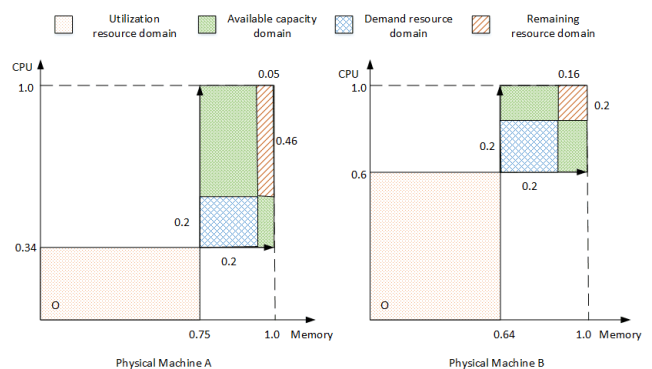 Utilization
resource domain
Available capacity
domain
Demand resource
domain
Remaining
resource domain
CPU
1.0
0.05
0.46
0.2
0.34
0.2
O
0.75
1.0
Memory
Physical Machine A
CPU
1.0
0.16
0.2
0.2
0.6
0.2
O
0.64
1.0
Memory
Physical Machine B